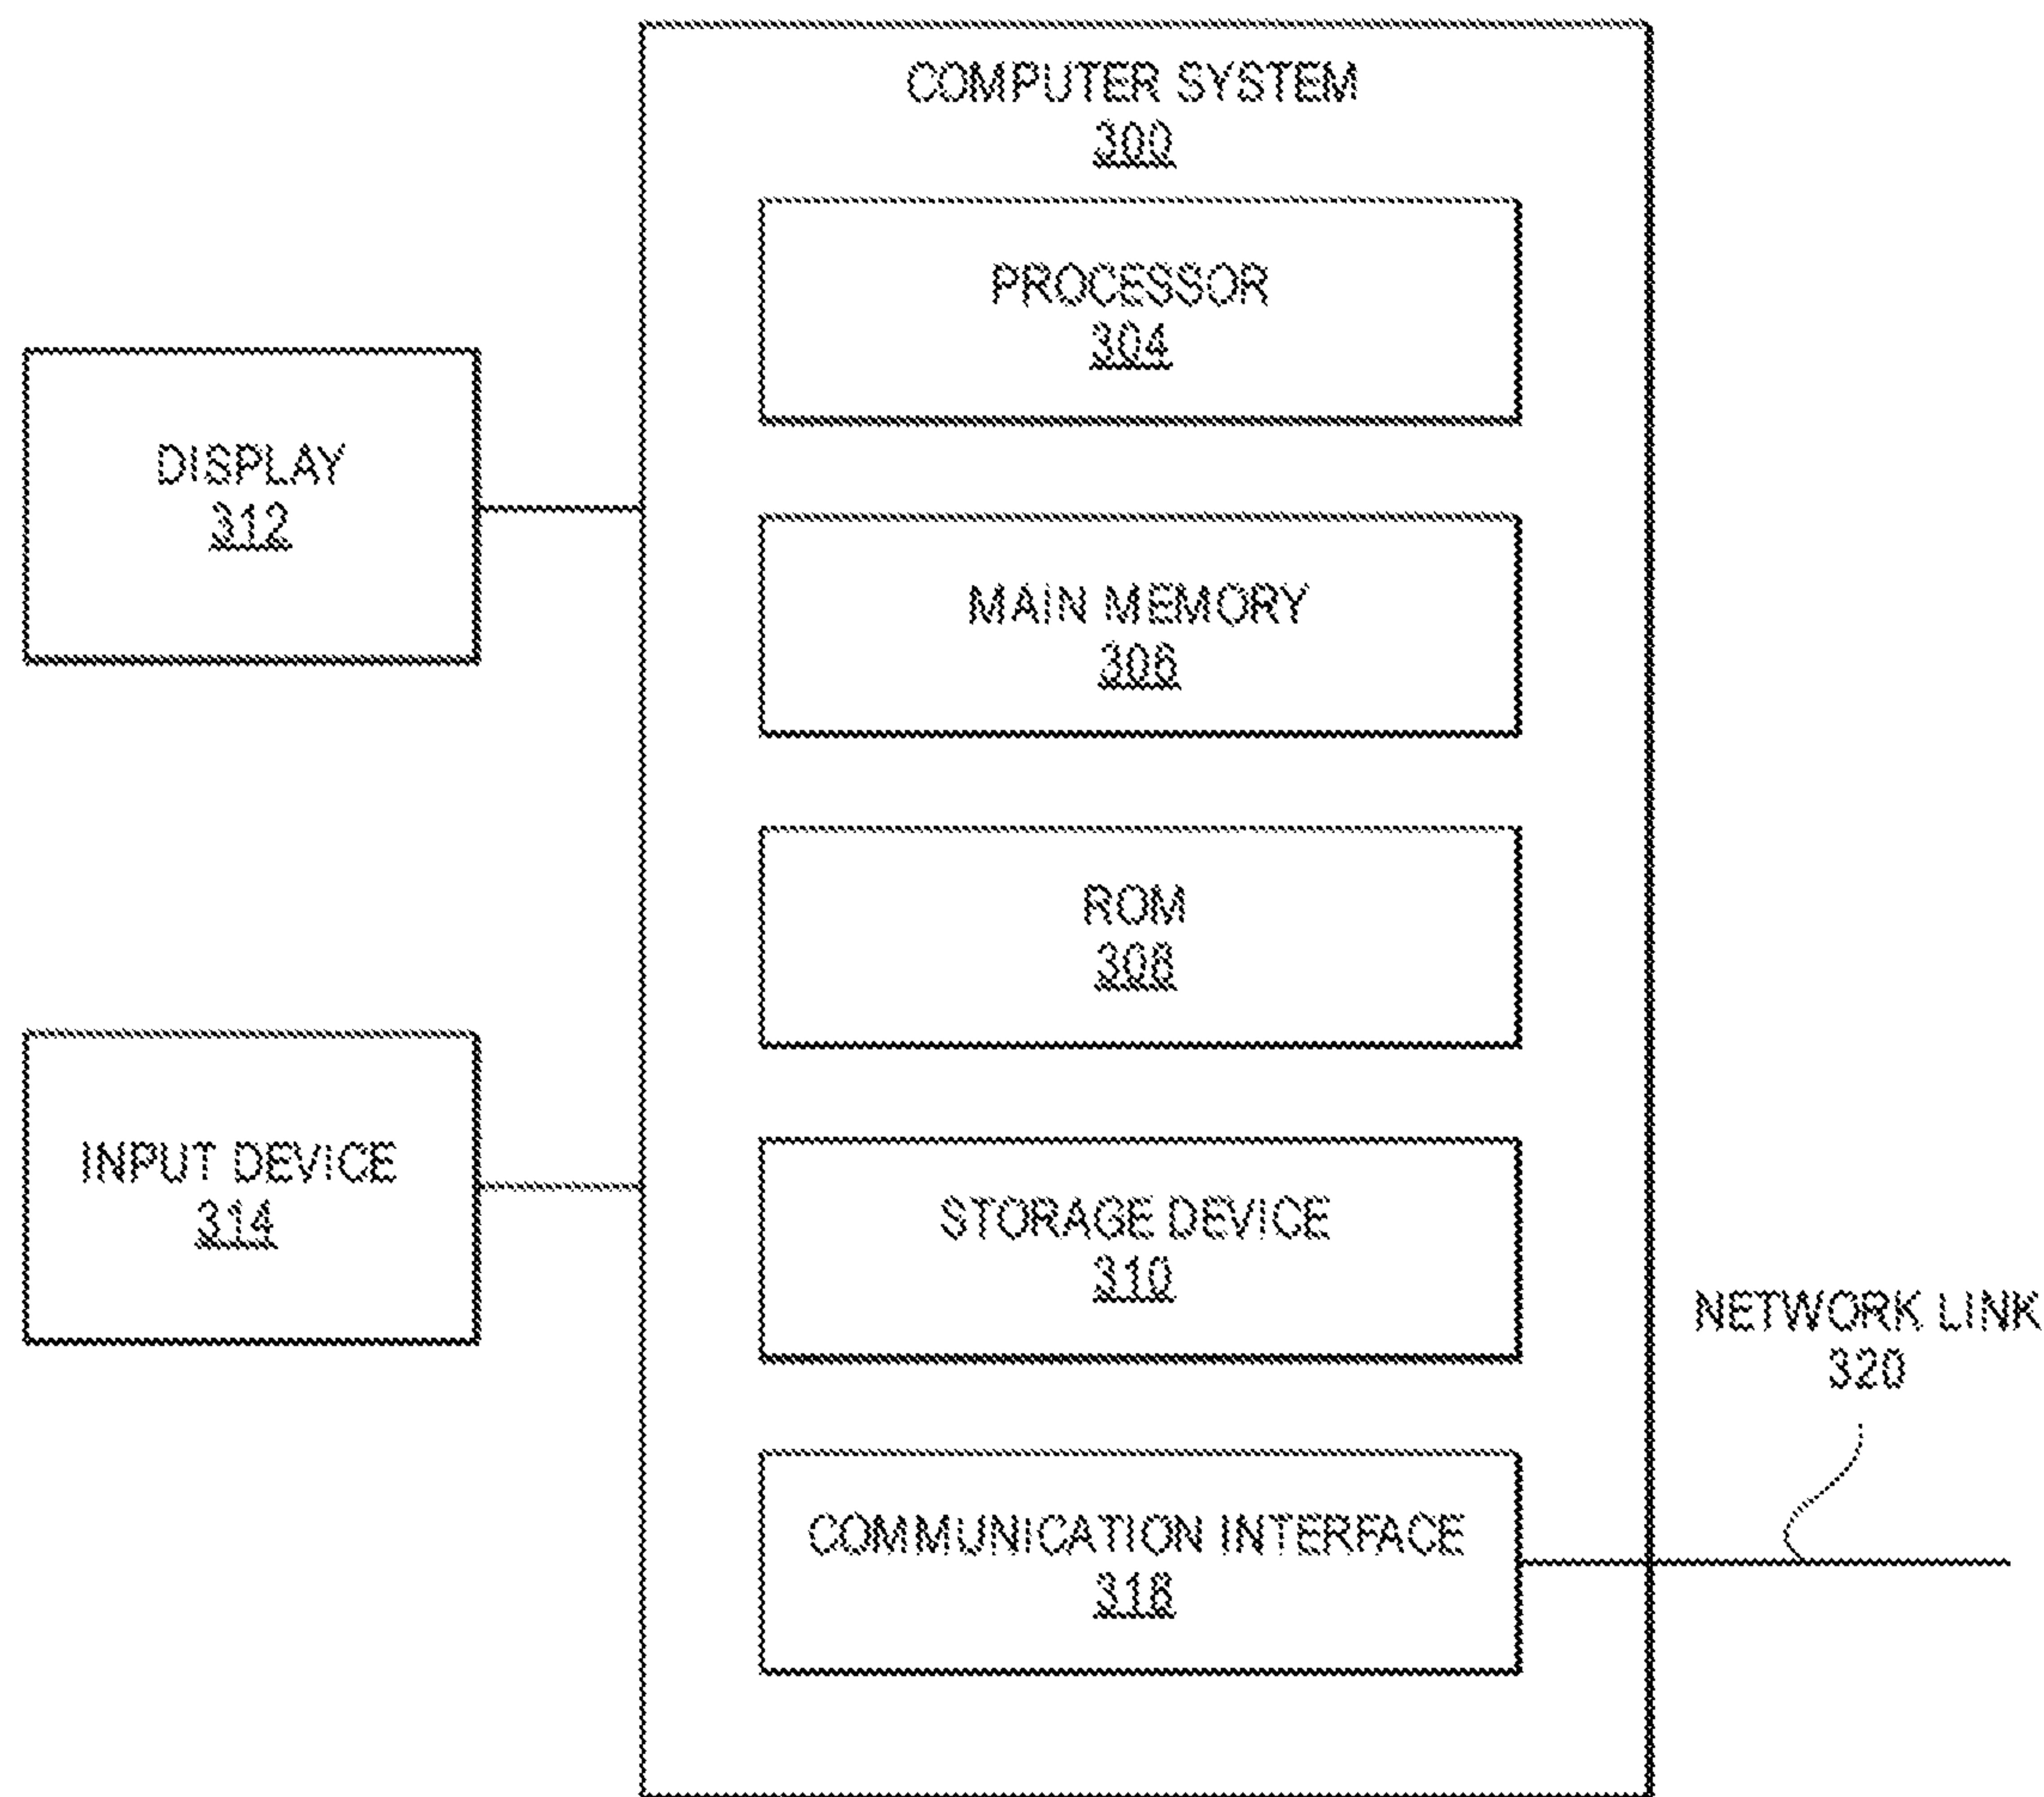 COMPUTER SYSTEM
300
PROCESSOR
304
DISPLAY
312
MAIN MEMORY
306
ROM
308
INPUT DEVICE
314
STORAGE DEVICE
310
NETWORK LINK
320
COMMUNICATION INTERFACE
318